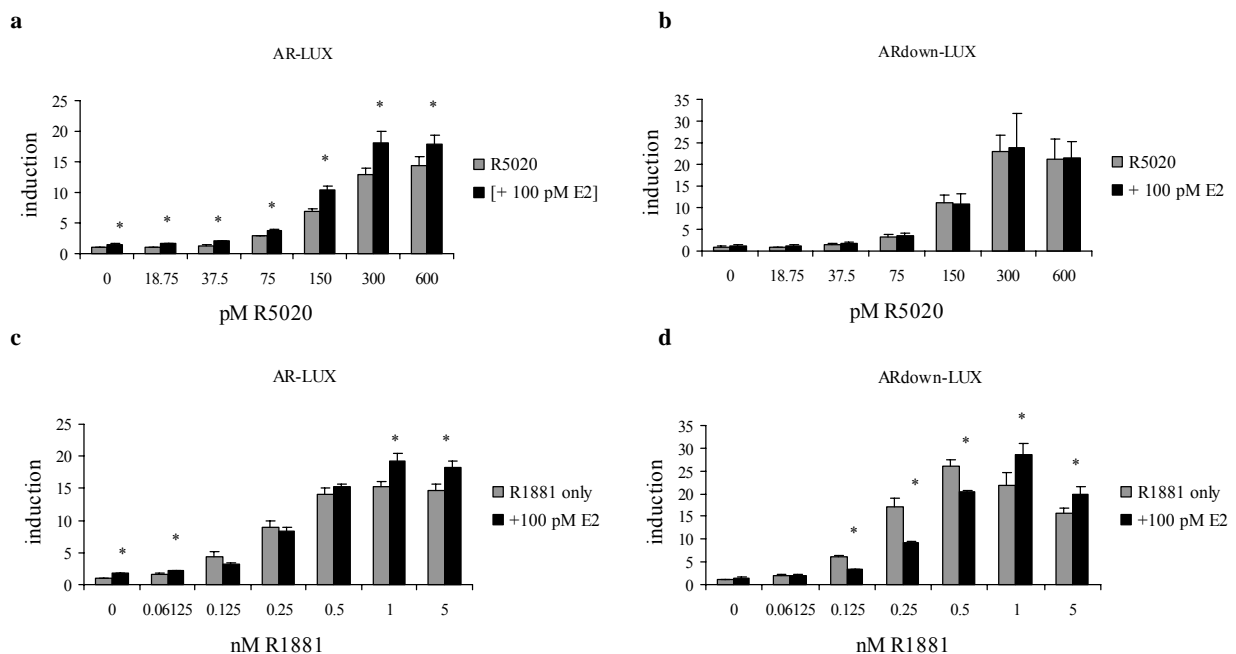 a
AR-LUX
induction
25
20
15
10
5
0
* * * * * * *
0 18.75 37.5 75 150 300 600
pM R5020
R5020
[+ 100 pM E2]
b
ARdown-LUX
induction
35
30
25
20
15
10
5
0
0 18.75 37.5 75 150 300 600
pM R5020
R5020
+ 100 pM E2
c
AR-LUX
induction
25
20
15
10
5
0
* * * *
0 0.06125 0.125 0.25 0.5 1 5
nM R1881
R1881 only
+100 pM E2
d
ARdown-LUX
induction
35
30
25
20
15
10
5
0
* * * * *
0 0.06125 0.125 0.25 0.5 1 5
nM R1881
R1881 only
+100 pM E2